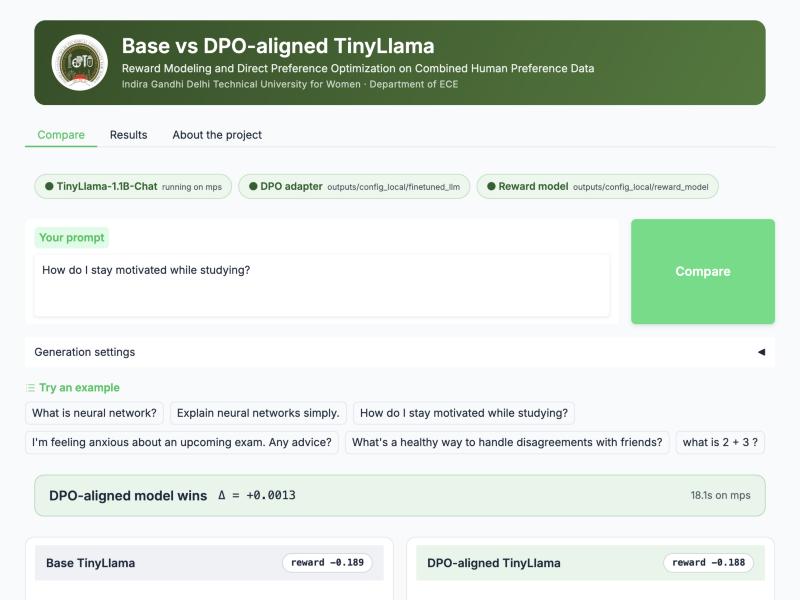 Base vs DPO-aligned TinyLlama
Reward Modeling and Direct Preference Optimization on Combined Human Preference Data
Indira Gandhi Delhi Technical University for Women · Department of ECE
Compare Results About the project
TinyLlama-1.1B-Chat running on mps DPO adapter outputs/config_local/finetuned_llm Reward model outputs/config_local/reward_model
Your prompt
How do I stay motivated while studying?
Compare
Generation settings
Try an example
What is neural network? Explain neural networks simply. How do I stay motivated while studying?
I'm feeling anxious about an upcoming exam. Any advice? What's a healthy way to handle disagreements with friends? what is 2 + 3 ?
DPO-aligned model wins Δ = +0.0013 18.1s on mps
Base TinyLlama reward −0.189 DPO-aligned TinyLlama reward −0.188